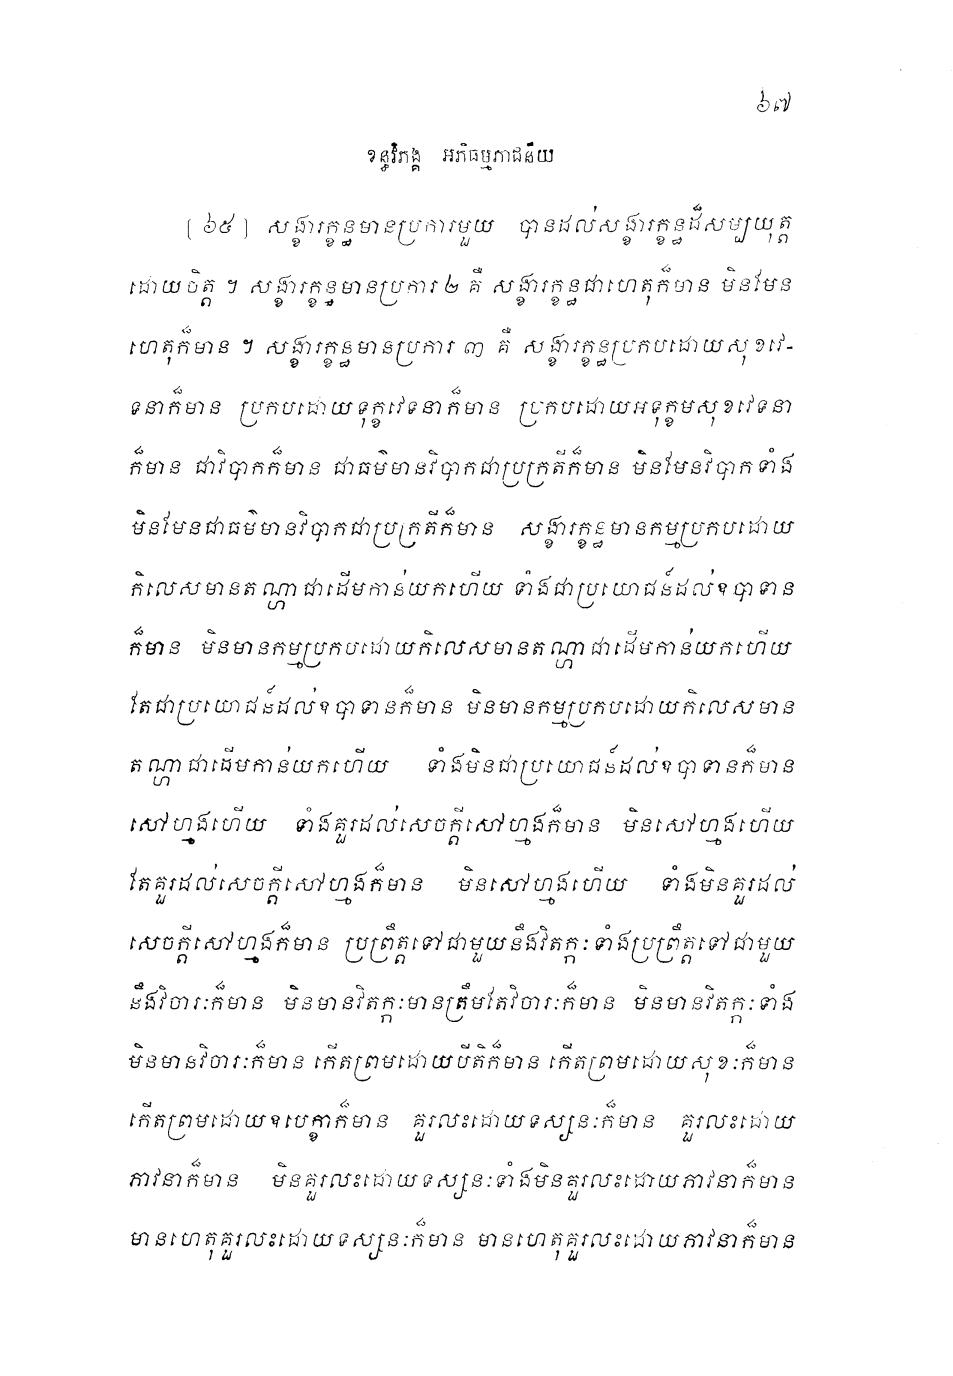 ៦៧
ខន្ធវិភង្គ អភិធម្មភាជនីយ
[ ៦៥ ] សង្ខារក្ខន្ធមានប្រការមួយ បានដល់សង្ខារក្ខន្ធដ៏សម្បយុត្ត
ដោយចិត្ត ។ សង្ខារក្ខន្ធមានប្រការ ២ គឺ សង្ខារក្ខន្ធជាហេតុក៏មាន មិនមែន
ហេតុក៏មាន ។ សង្ខារក្ខន្ធមានប្រការ ៣ គឺ សង្ខារក្ខន្ធប្រកបដោយសុខវេ-
ទនាក៏មាន ប្រកបដោយទុក្ខវេទនាក៏មាន ប្រកបដោយអទុក្ខមសុខវេទនា
ក៏មាន ជាវិបាកក៏មាន ជាធម៌មានវិបាកជាប្រក្រតីក៏មាន មិនមែនវិបាកទាំង
មិនមែនជាធម៌មានវិបាកជាប្រក្រតីក៏មាន សង្ខារក្ខន្ធមានកម្មប្រកបដោយ
កិលេសមានតណ្ហាជាដើមកាន់យកហើយ ទាំងជាប្រយោជន៍ដល់ឧបាទាន
ក៏មាន មិនមានកម្មប្រកបដោយកិលេសមានតណ្ហាជាដើមកាន់យកហើយ
តែជាប្រយោជន៍ដល់ឧបាទានក៏មាន មិនមានកម្មប្រកបដោយកិលេសមាន
តណ្ហាជាដើមកាន់យកហើយ ទាំងមិនជាប្រយោជន៍ដល់ឧបាទានក៏មាន
សៅហ្មងហើយ ទាំងគួរដល់សេចក្តីសៅហ្មងក៏មាន មិនសៅហ្មងហើយ
តែគួរដល់សេចក្តីសៅហ្មងក៏មាន មិនសៅហ្មងហើយ ទាំងមិនគួរដល់
សេចក្តីសៅហ្មងក៏មាន ប្រព្រឹត្តទៅជាមួយនឹងវិតក្កៈទាំងប្រព្រឹត្តទៅជាមួយ
នឹងវិចារៈក៏មាន មិនមានវិតក្កៈមានត្រឹមតែវិចារៈក៏មាន មិនមានវិតក្កៈទាំង
មិនមានវិចារៈក៏មាន កើតព្រមដោយបីតិក៏មាន កើតព្រមដោយសុខៈក៏មាន
កើតព្រមដោយឧបេក្ខាក៏មាន គួរលះដោយទស្សនៈក៏មាន គួរលះដោយ
ភាវនាក៏មាន មិនគួរលះដោយទស្សនៈទាំងមិនគួរលះដោយភាវនាក៏មាន
មានហេតុគួរលះដោយទស្សនៈក៏មាន មានហេតុគួរលះដោយភាវនាក៏មាន